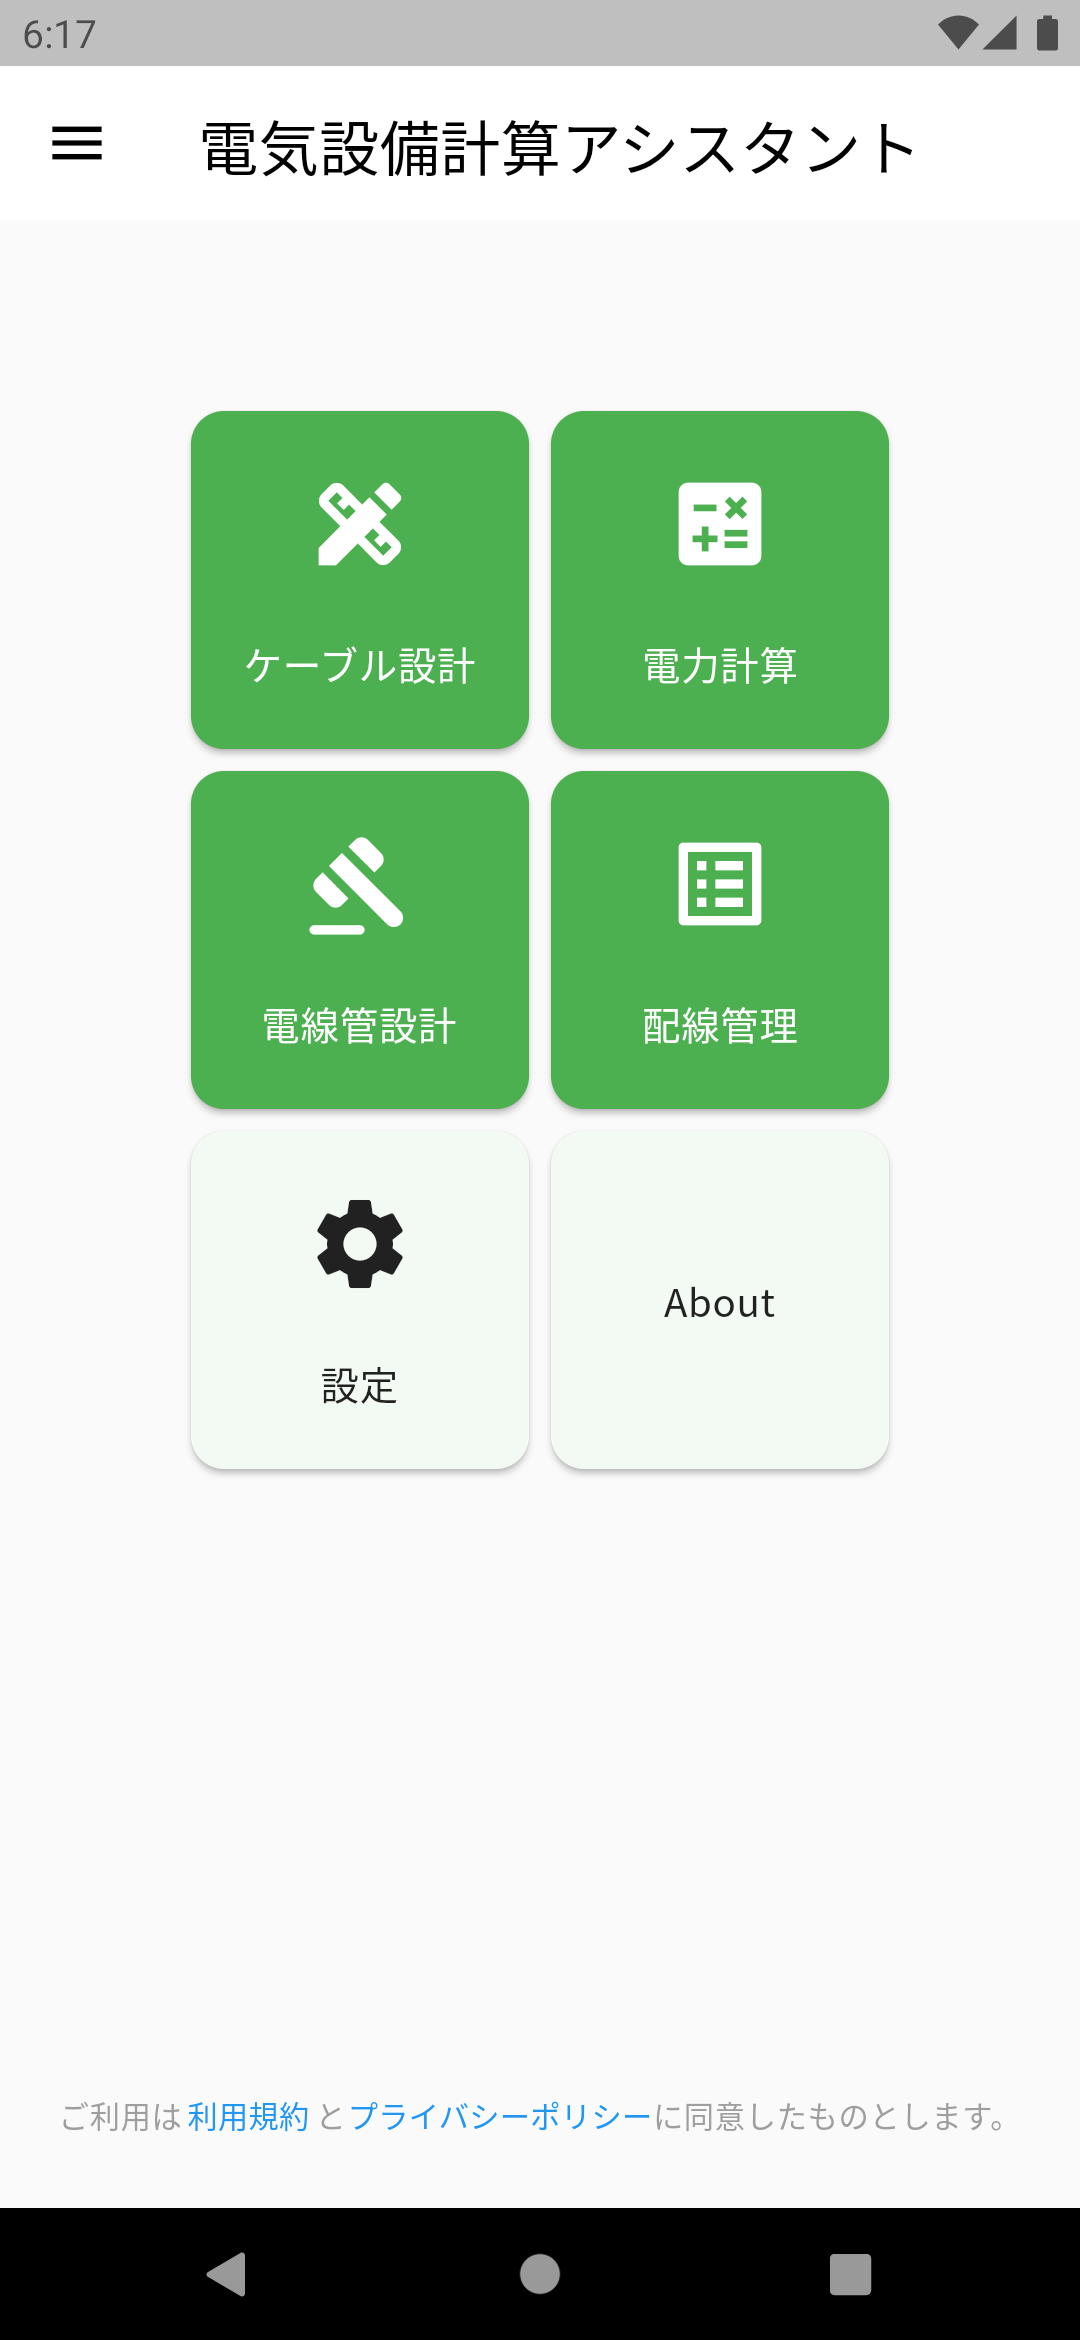 6:17
電気設備計算アシスタント
ケーブル設計
電力計算
電線管設計
配線管理
設定
About
ご利用は 利用規約 とプライバシーポリシーに同意したものとします。